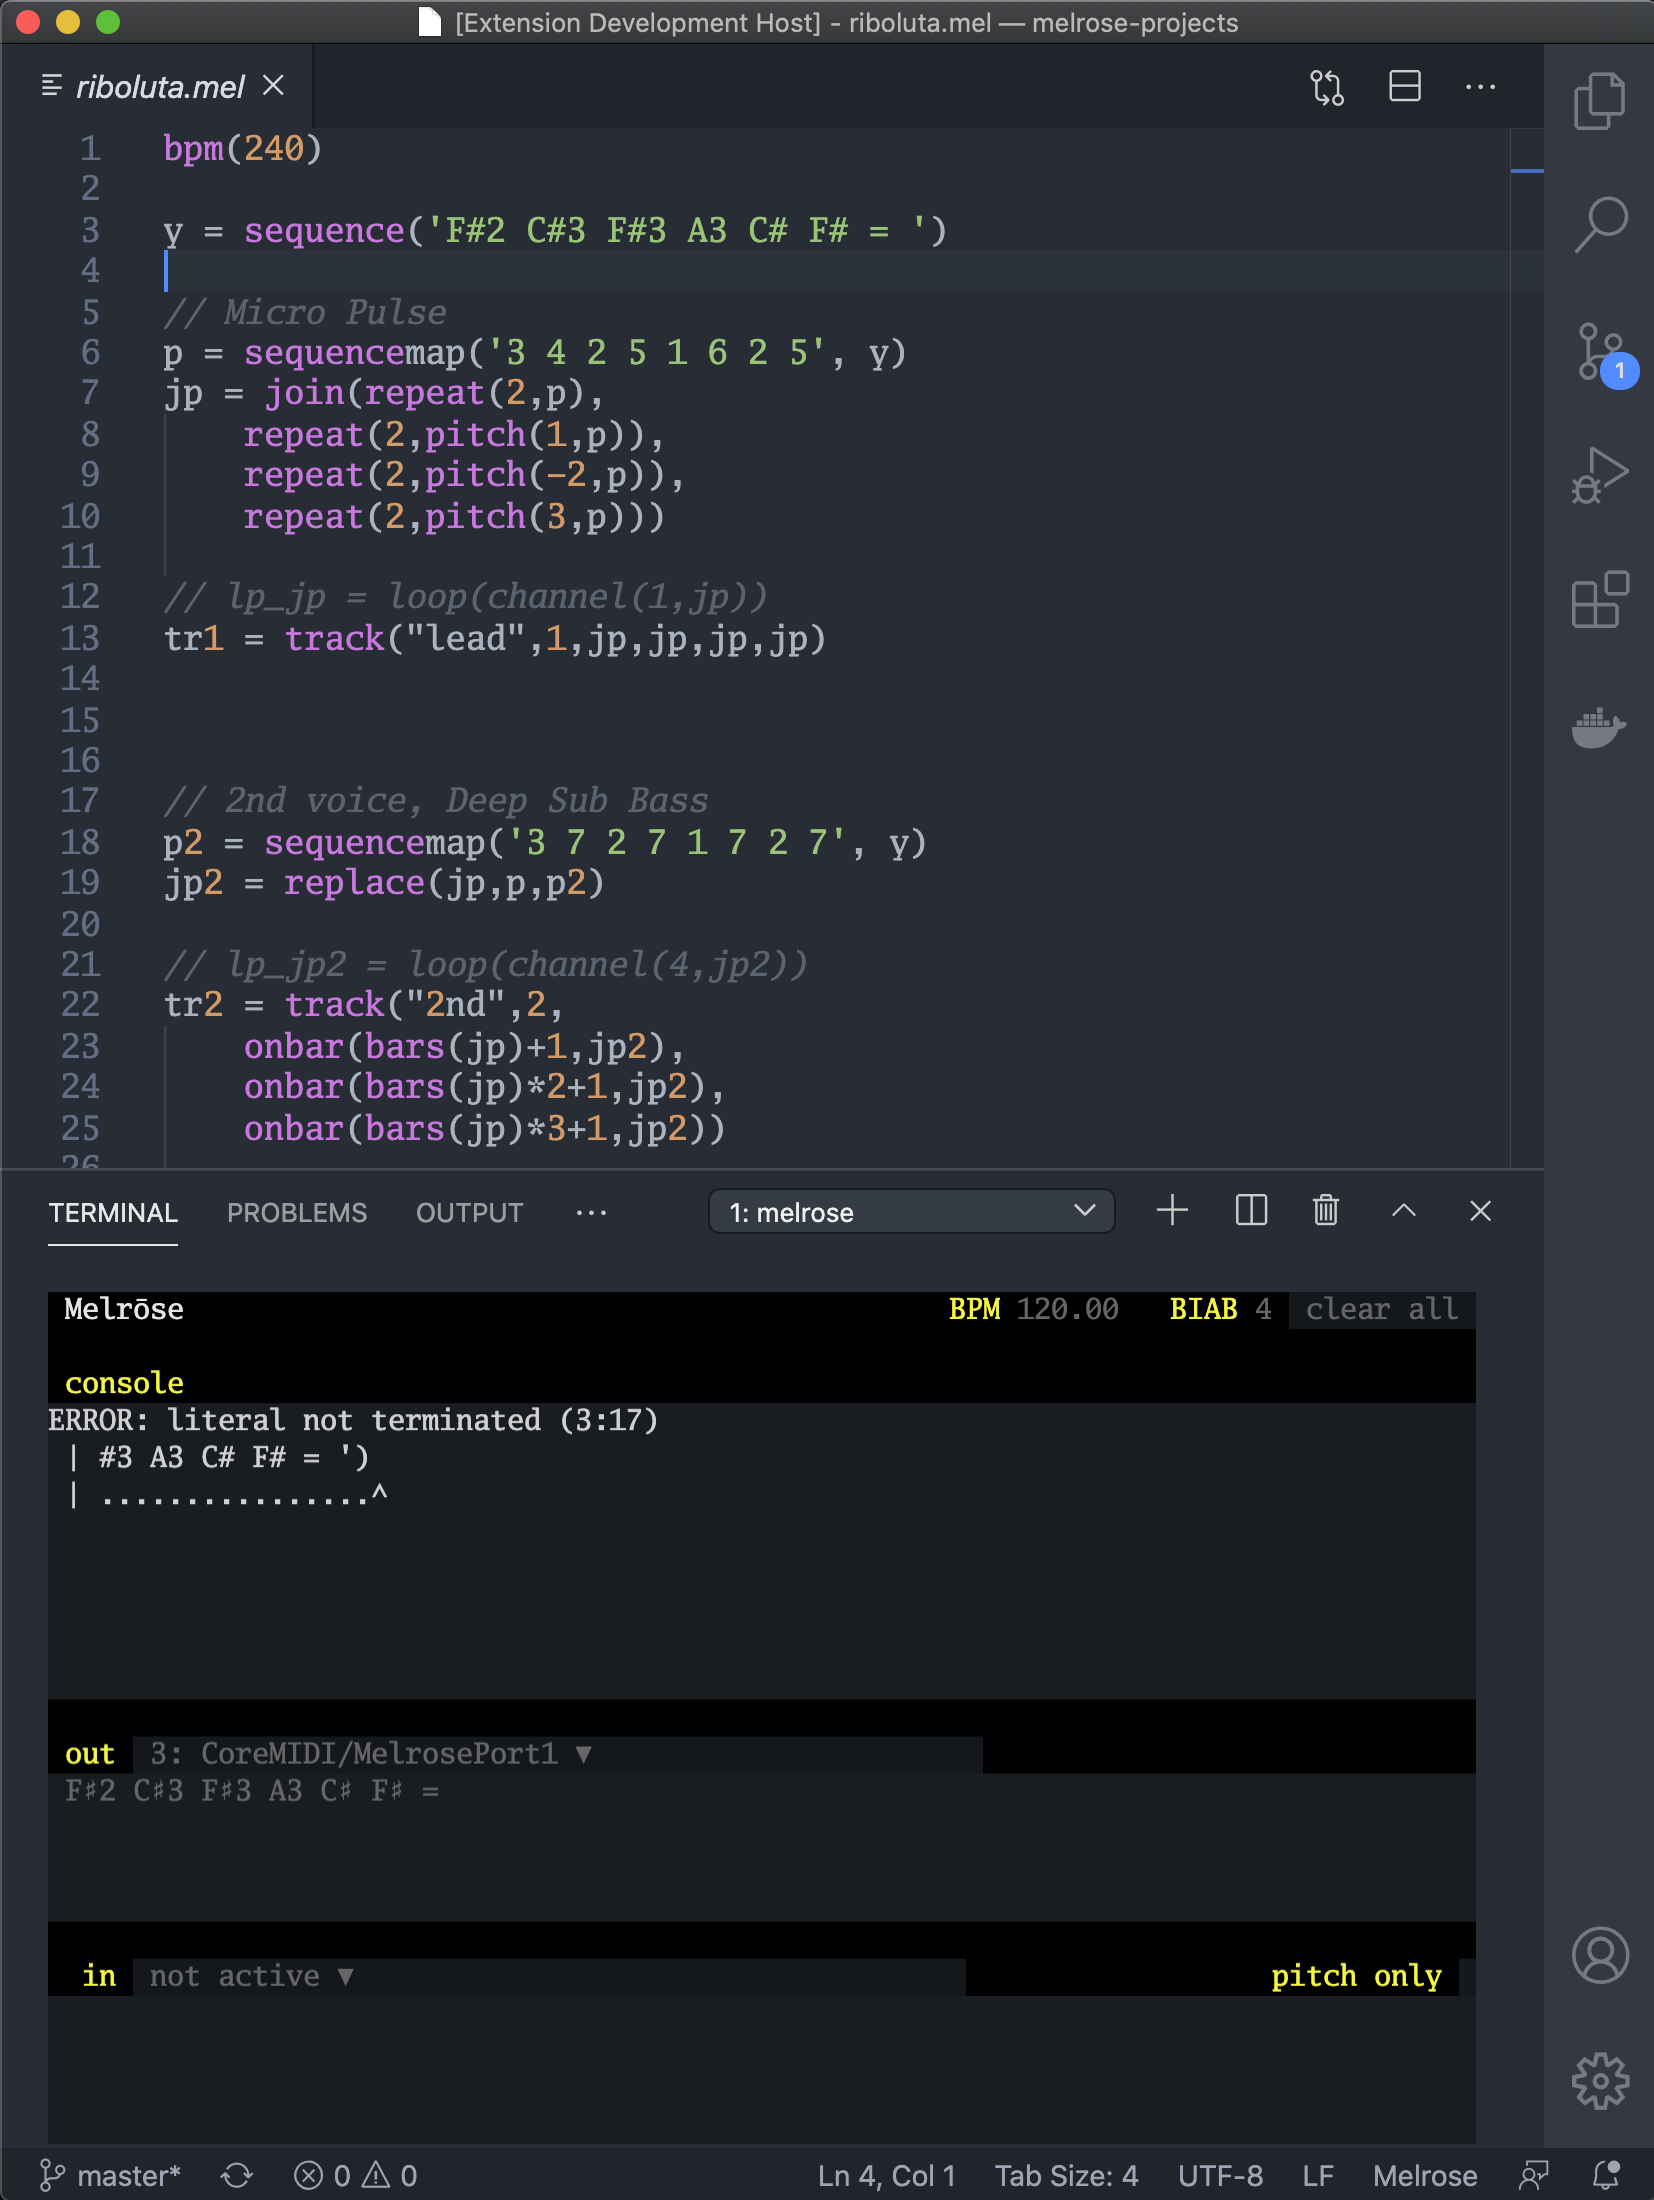 [Extension Development Host] - riboluta.mel — melrose-projects
riboluta.mel
1 bpm(240)
2
3 y = sequence('F#2 C#3 F#3 A3 C# F# = ')
4
5 // Micro Pulse
6 p = sequencemap('3 4 2 5 1 6 2 5', y)
7 jp = join(repeat(2,p),
8 repeat(2,pitch(1,p)),
9 repeat(2,pitch(-2,p)),
10 repeat(2,pitch(3,p)))
11
12 // lp_jp = loop(channel(1,jp))
13 tr1 = track("lead",1,jp,jp,jp,jp)
14
15
16
17 // 2nd voice, Deep Sub Bass
18 p2 = sequencemap('3 7 2 7 1 7 2 7', y)
19 jp2 = replace(jp,p,p2)
20
21 // lp_jp2 = loop(channel(4,jp2))
22 tr2 = track("2nd",2,
23 onbar(bars(jp)+1,jp2),
24 onbar(bars(jp)*2+1,jp2),
25 onbar(bars(jp)*3+1,jp2))
26
1
TERMINAL PROBLEMS OUTPUT ··· 1: melrose
Melrōse BPM 120.00 BIAB 4 clear all
console
ERROR: literal not terminated (3:17)
| #3 A3 C# F# = ')
| ................^
out 3: CoreMIDI/MelrosePort1 ▼
F♯2 C♯3 F♯3 A3 C♯ F♯ =
in not active ▼ pitch only
master* 0 0 Ln 4, Col 1 Tab Size: 4 UTF-8 LF Melrose